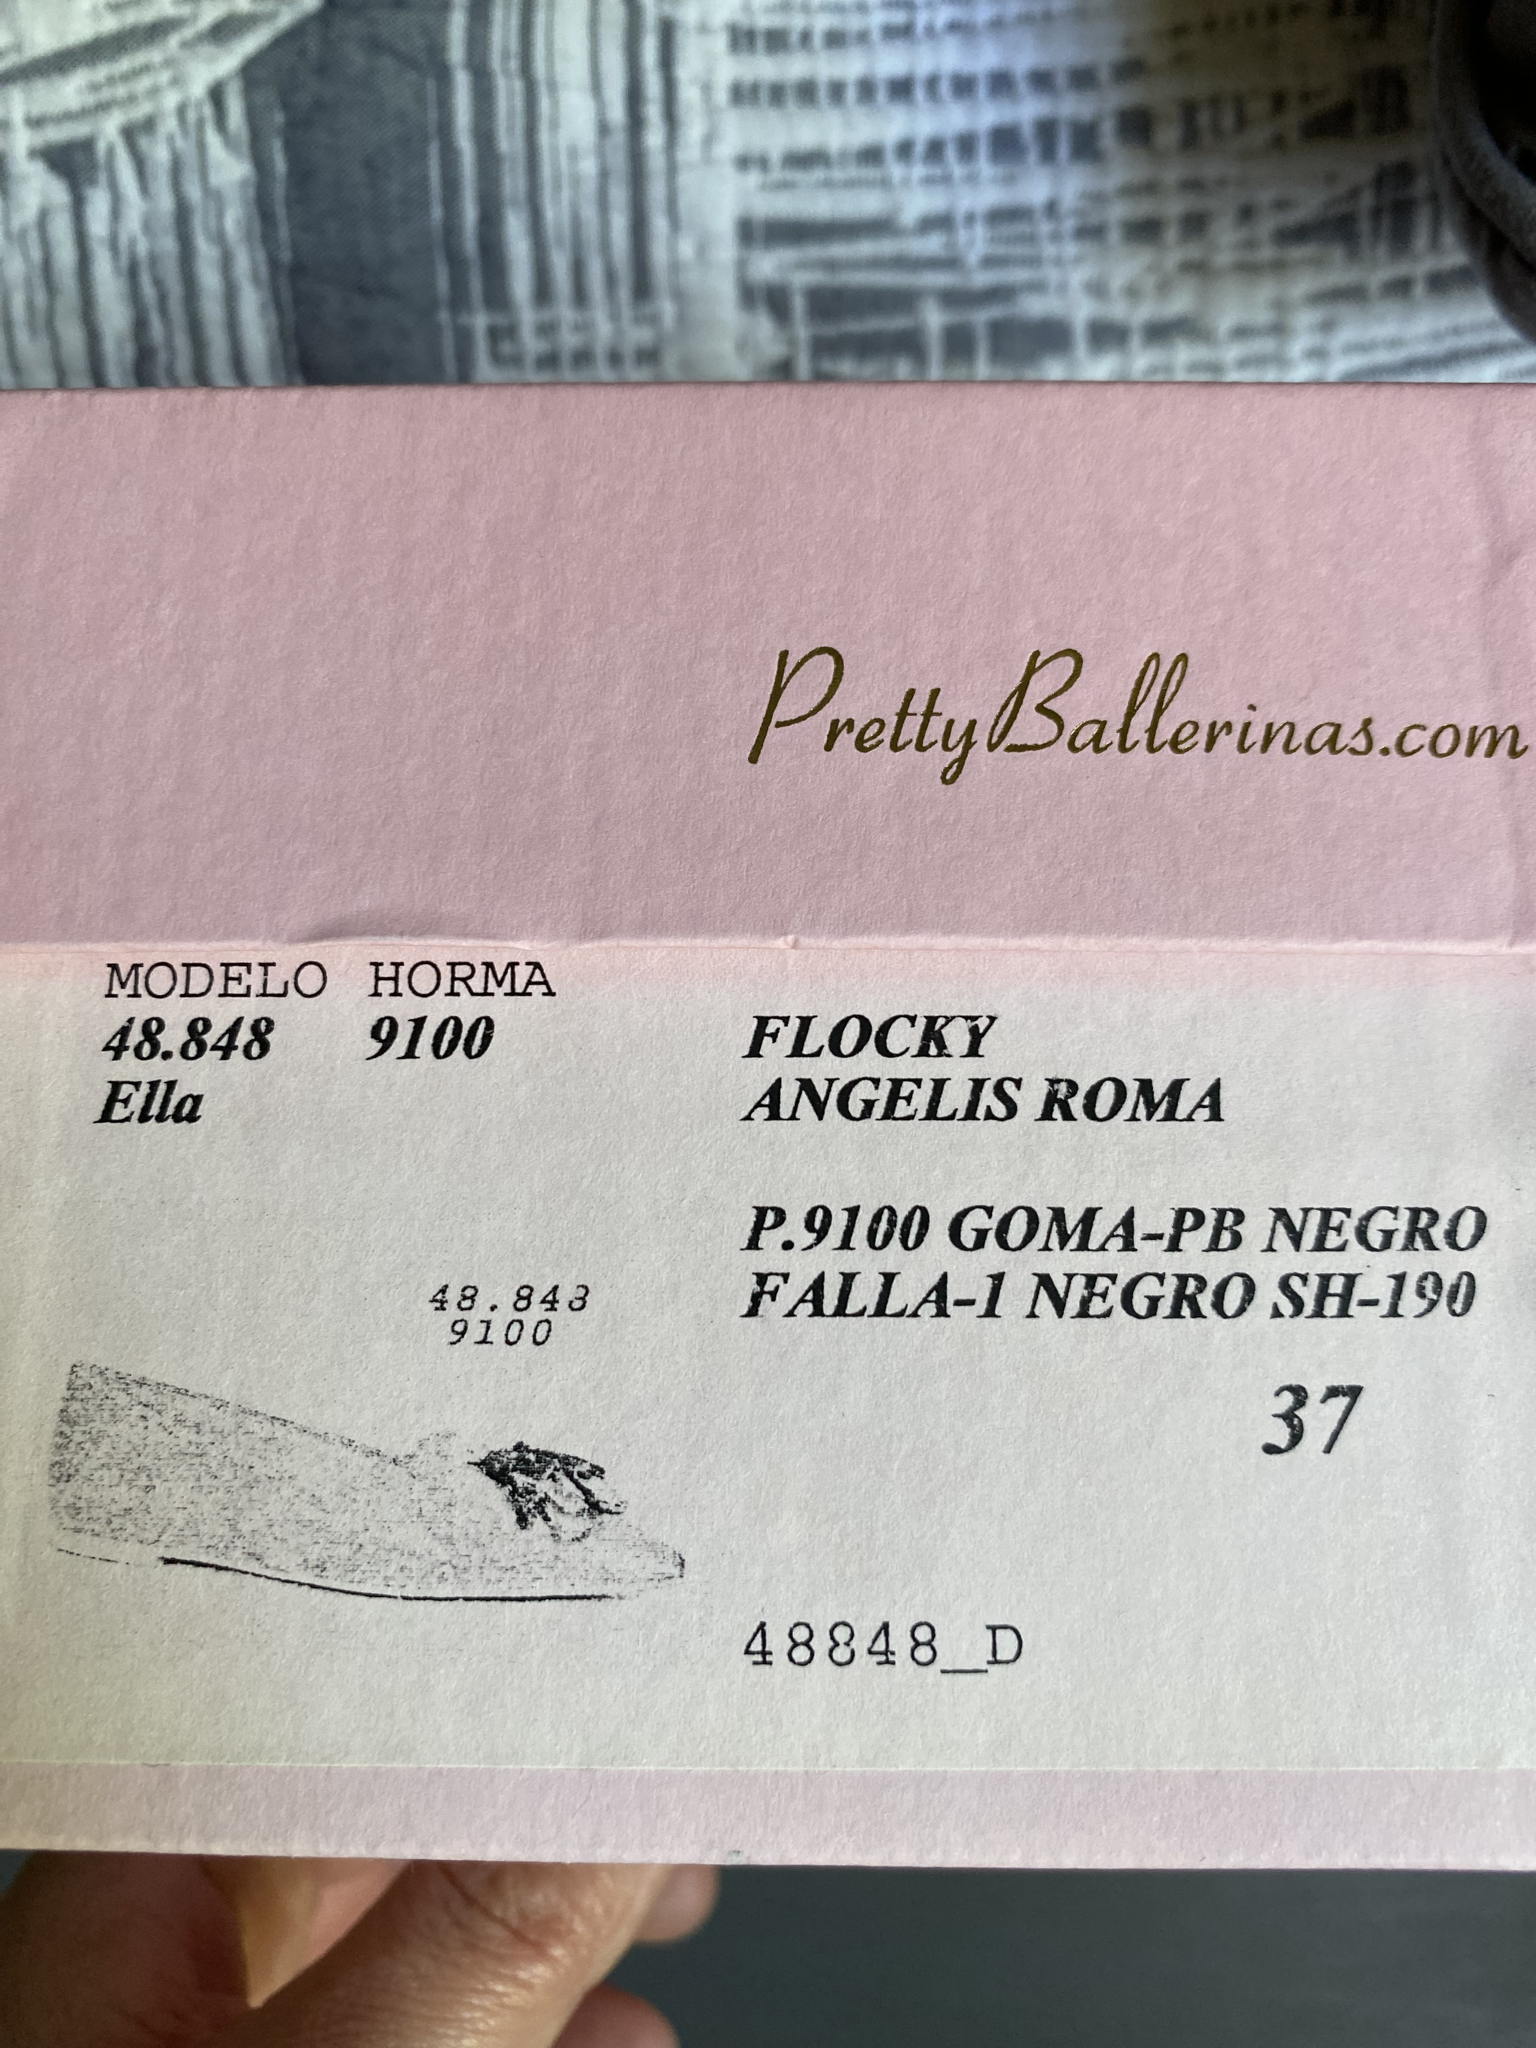 PrettyBallerinas.com
MODELO HORMA
48.848 9100
Ella
FLOCKY
ANGELIS ROMA
P.9100 GOMA-PB NEGRO
FALLA-1 NEGRO SH-190
48.848
9100
37
48848_D